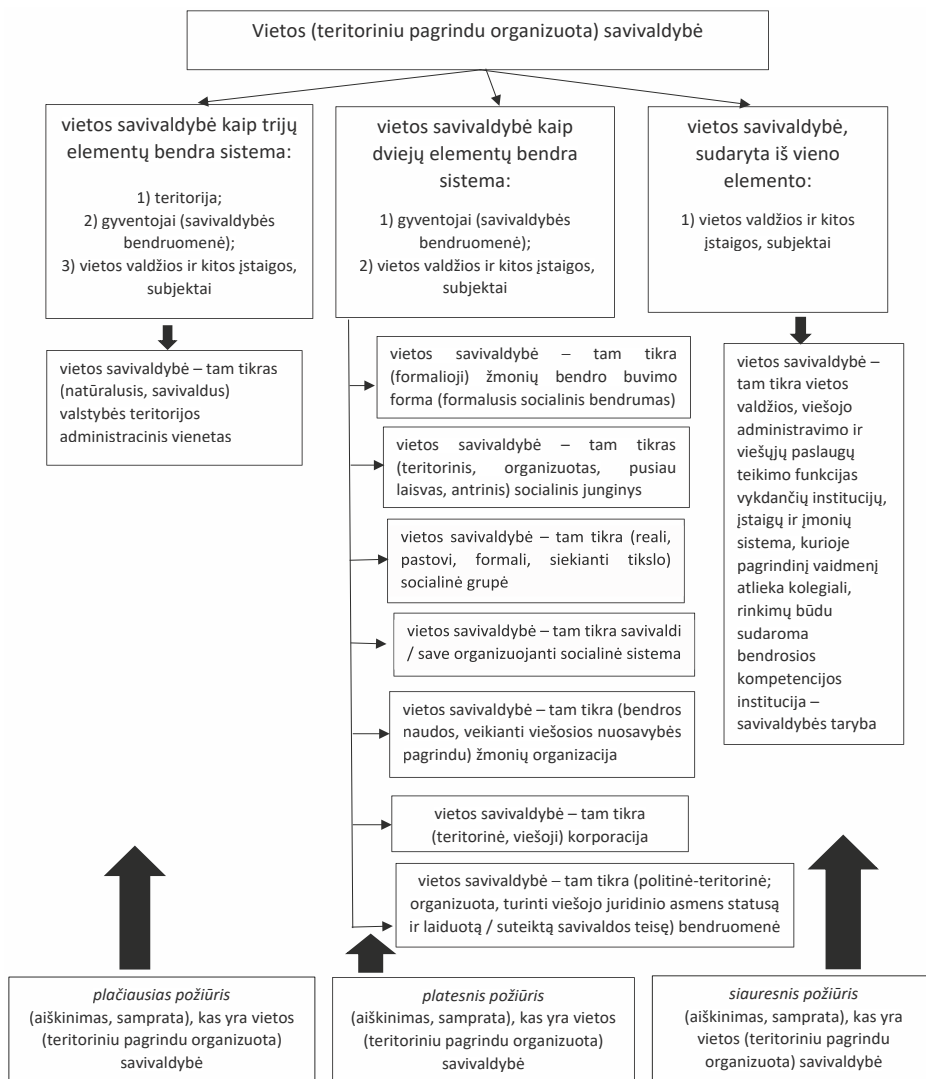 Vietos (teritoriniu pagrindu organizuota) savivaldybė
vietos savivaldybė kaip trijų
elementų bendra sistema:
1) teritorija;
2) gyventojai (savivaldybės
bendruomenė);
3) vietos valdžios ir kitos įstaigos,
subjektai
vietos savivaldybė kaip
dviejų elementų bendra
sistema:
1) gyventojai (savivaldybės
bendruomenė);
2) vietos valdžios ir kitos įstaigos,
subjektai
vietos savivaldybė,
sudaryta iš vieno
elemento:
1) vietos valdžios ir kitos
įstaigos, subjektai
vietos savivaldybė – tam tikras
(natūralusis, savivaldus)
valstybės teritorijos
administracinis vienetas
vietos savivaldybė – tam tikra
(formalioji) žmonių bendro buvimo
forma (formalusis socialinis bendrumas)
vietos savivaldybė – tam tikras
(teritorinis, organizuotas, pusiau
laisvas, antrinis) socialinis junginys
vietos savivaldybė – tam tikra (reali,
pastovi, formali, siekianti tikslo)
socialinė grupė
vietos savivaldybė – tam tikra savivaldi
/ save organizuojanti socialinė sistema
vietos savivaldybė – tam tikra (bendros
naudos, veikianti viešosios nuosavybės
pagrindu) žmonių organizacija
vietos savivaldybė – tam tikra
(teritorinė, viešoji) korporacija
vietos savivaldybė – tam tikra (politinė-teritorinė;
organizuota, turinti viešojo juridinio asmens statusą
ir laiduotą / suteiktą savivaldos teisę) bendruomenė
vietos savivaldybė –
tam tikra vietos
valdžios, viešojo
administravimo ir
viešųjų paslaugų
teikimo funkcijas
vykdančių institucijų,
įstaigų ir įmonių
sistema, kurioje
pagrindinį vaidmenį
atlieka kolegiali,
rinkimų būdu
sudaroma
bendrosios
kompetencijos
institucija –
savivaldybės taryba
plačiausias požiūris
(aiškinimas, samprata), kas yra vietos
(teritoriniu pagrindu organizuota)
savivaldybė
platesnis požiūris
(aiškinimas, samprata), kas yra vietos
(teritoriniu pagrindu organizuota)
savivaldybė
siauresnis požiūris
(aiškinimas, samprata), kas yra
vietos (teritoriniu pagrindu
organizuota) savivaldybė